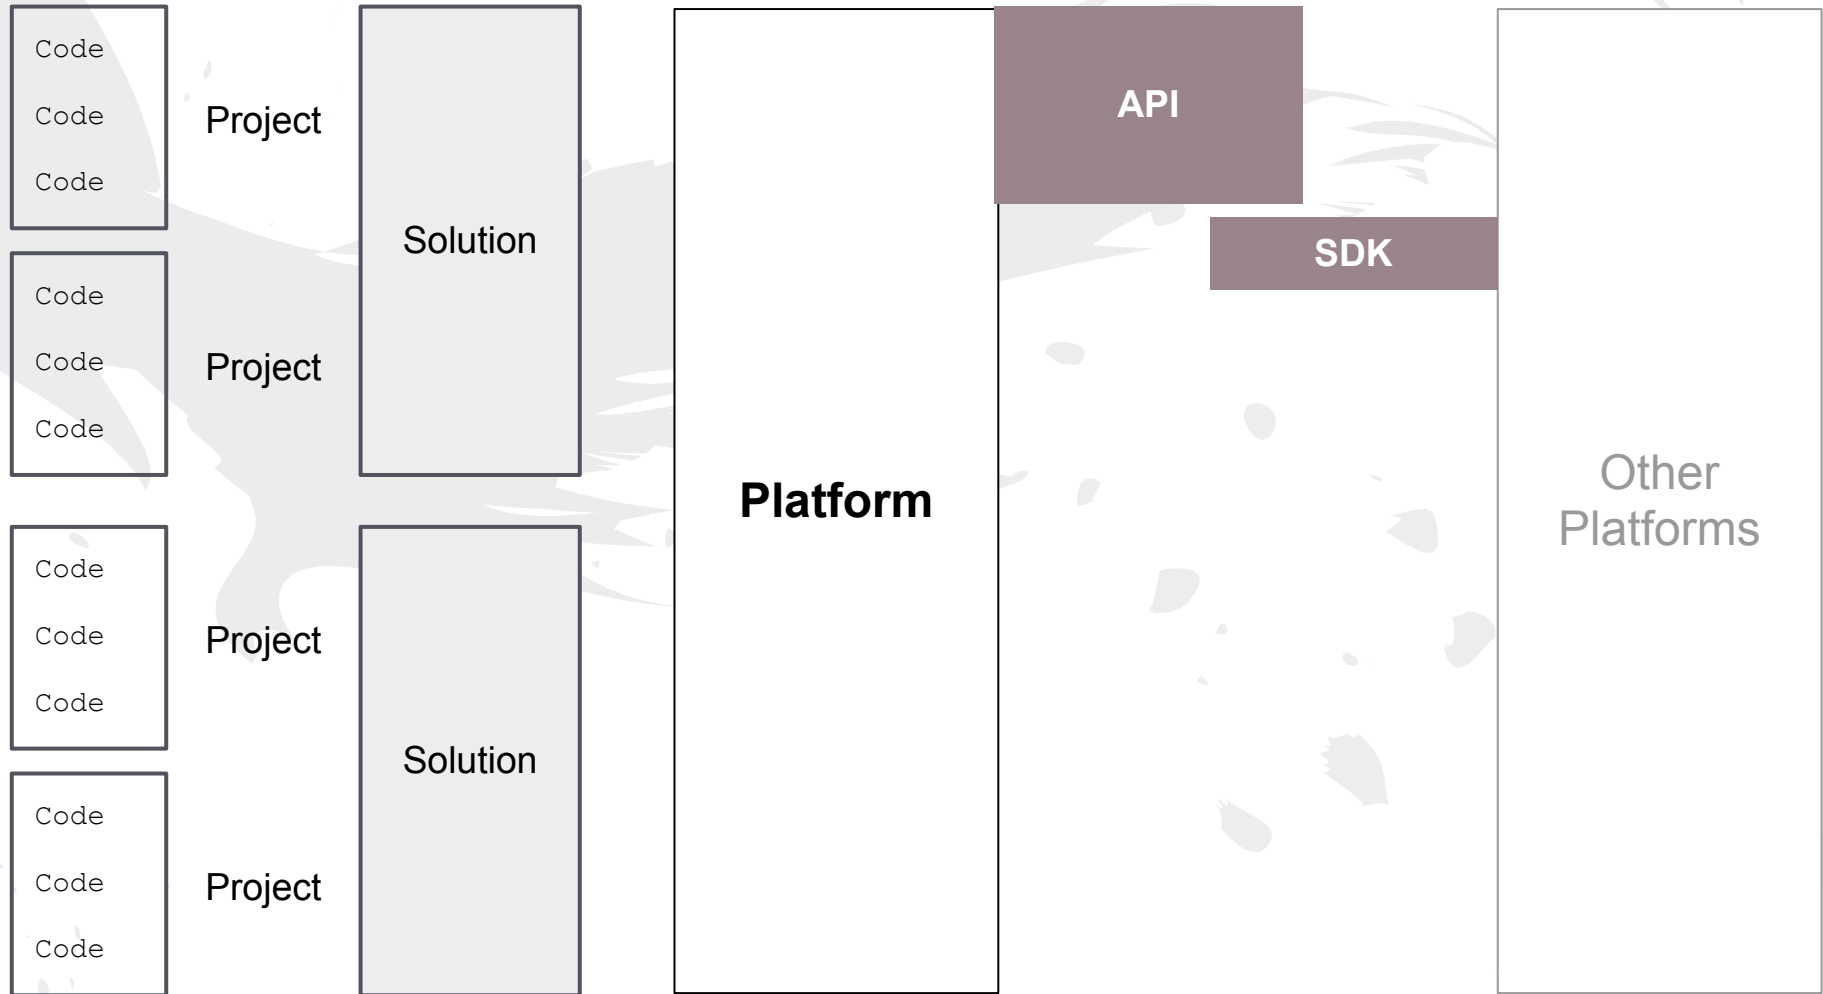 Code
Code
Code
Project
Code
Code
Code
Project
Solution
Code
Code
Code
Project
Code
Code
Code
Project
Solution
Platform
API
SDK
Other
Platforms